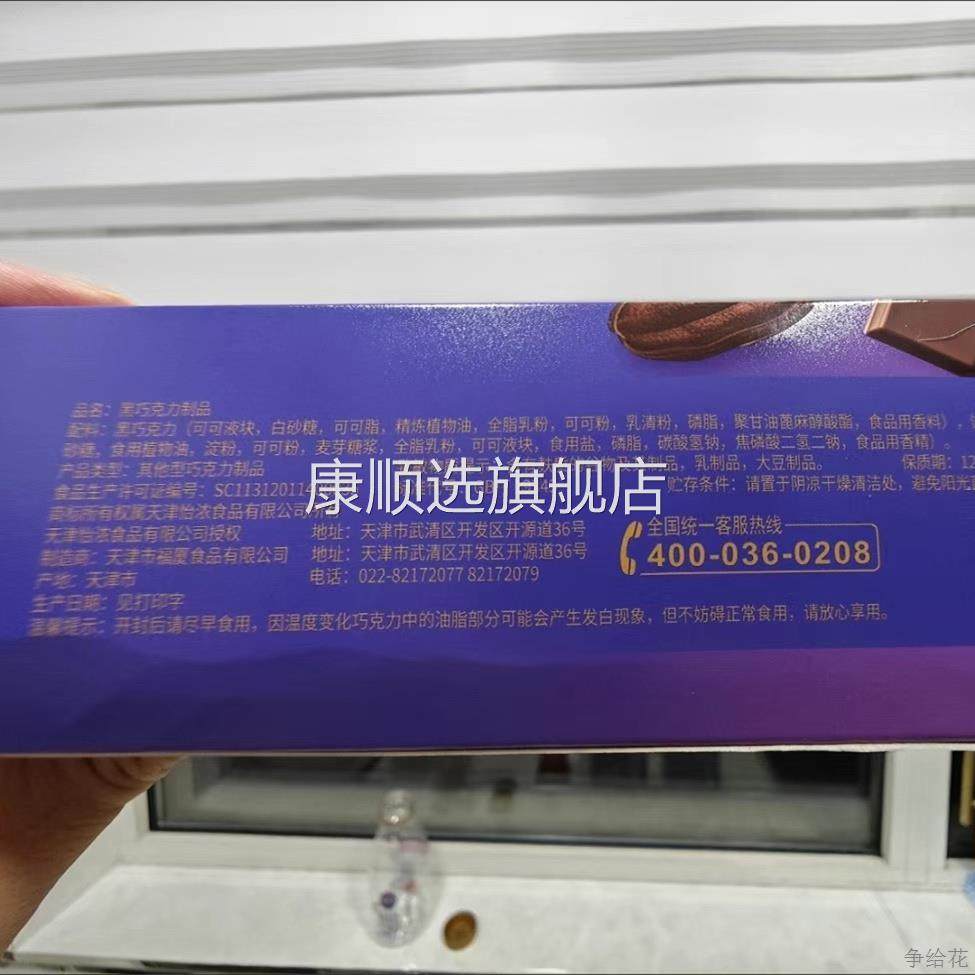 品名：黑巧克力制品
配料：黑巧克力（可可液块，白砂糖，可可脂，精炼植物油，全脂乳粉，可可粉，乳清粉，磷脂，聚甘油蓖麻醇酸酯，食品用香料），
砂糖，食用植物油，淀粉，可可粉，麦芽糖浆，全脂乳粉，可可液块，食用盐，磷脂，碳酸氢钠，焦磷酸二氢二钠，食品用香精）。
产品类型：其他型巧克力制品 制品，乳制品，大豆制品。 保质期：12
食品生产许可证编号：SC113120114 贮存条件：请置于阴凉干燥清洁处，避免阳光
商标所有权属天津怡浓食品有限公司所有
天津怡浓食品有限公司授权 地址：天津市武清区开发区开源道36号
制造商：天津市福厦食品有限公司 地址：天津市武清区开发区开源道36号
产地：天津市 电话：022-82172077 82172079
生产日期：见打印字
温馨提示：开封后请尽早食用，因温度变化巧克力中的油脂部分可能会产生发白现象，但不妨碍正常食用，请放心享用。
全国统一客服热线
400-036-0208
康顺选旗舰店
争给花